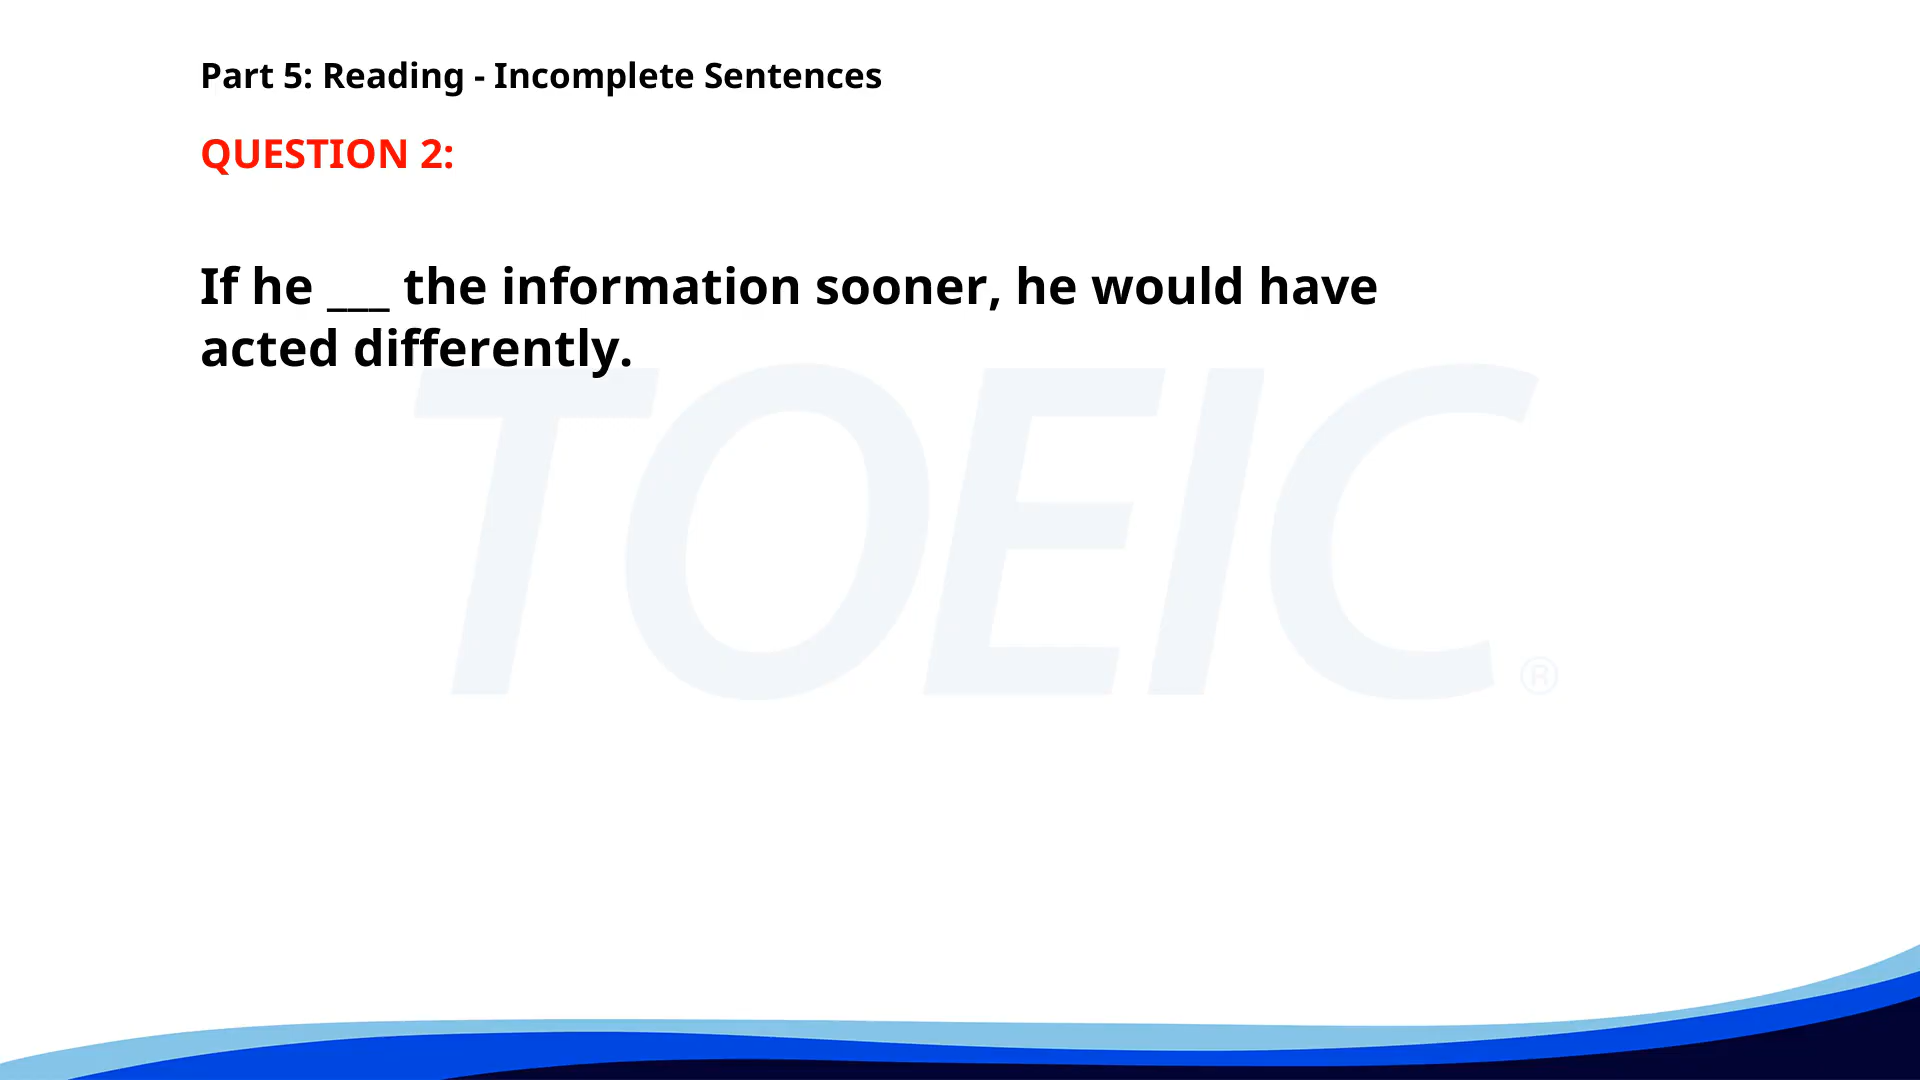 Part 5: Reading - Incomplete Sentences
QUESTION 2:
If he ___ the information sooner, he would have
acted differently.
TOEIC®